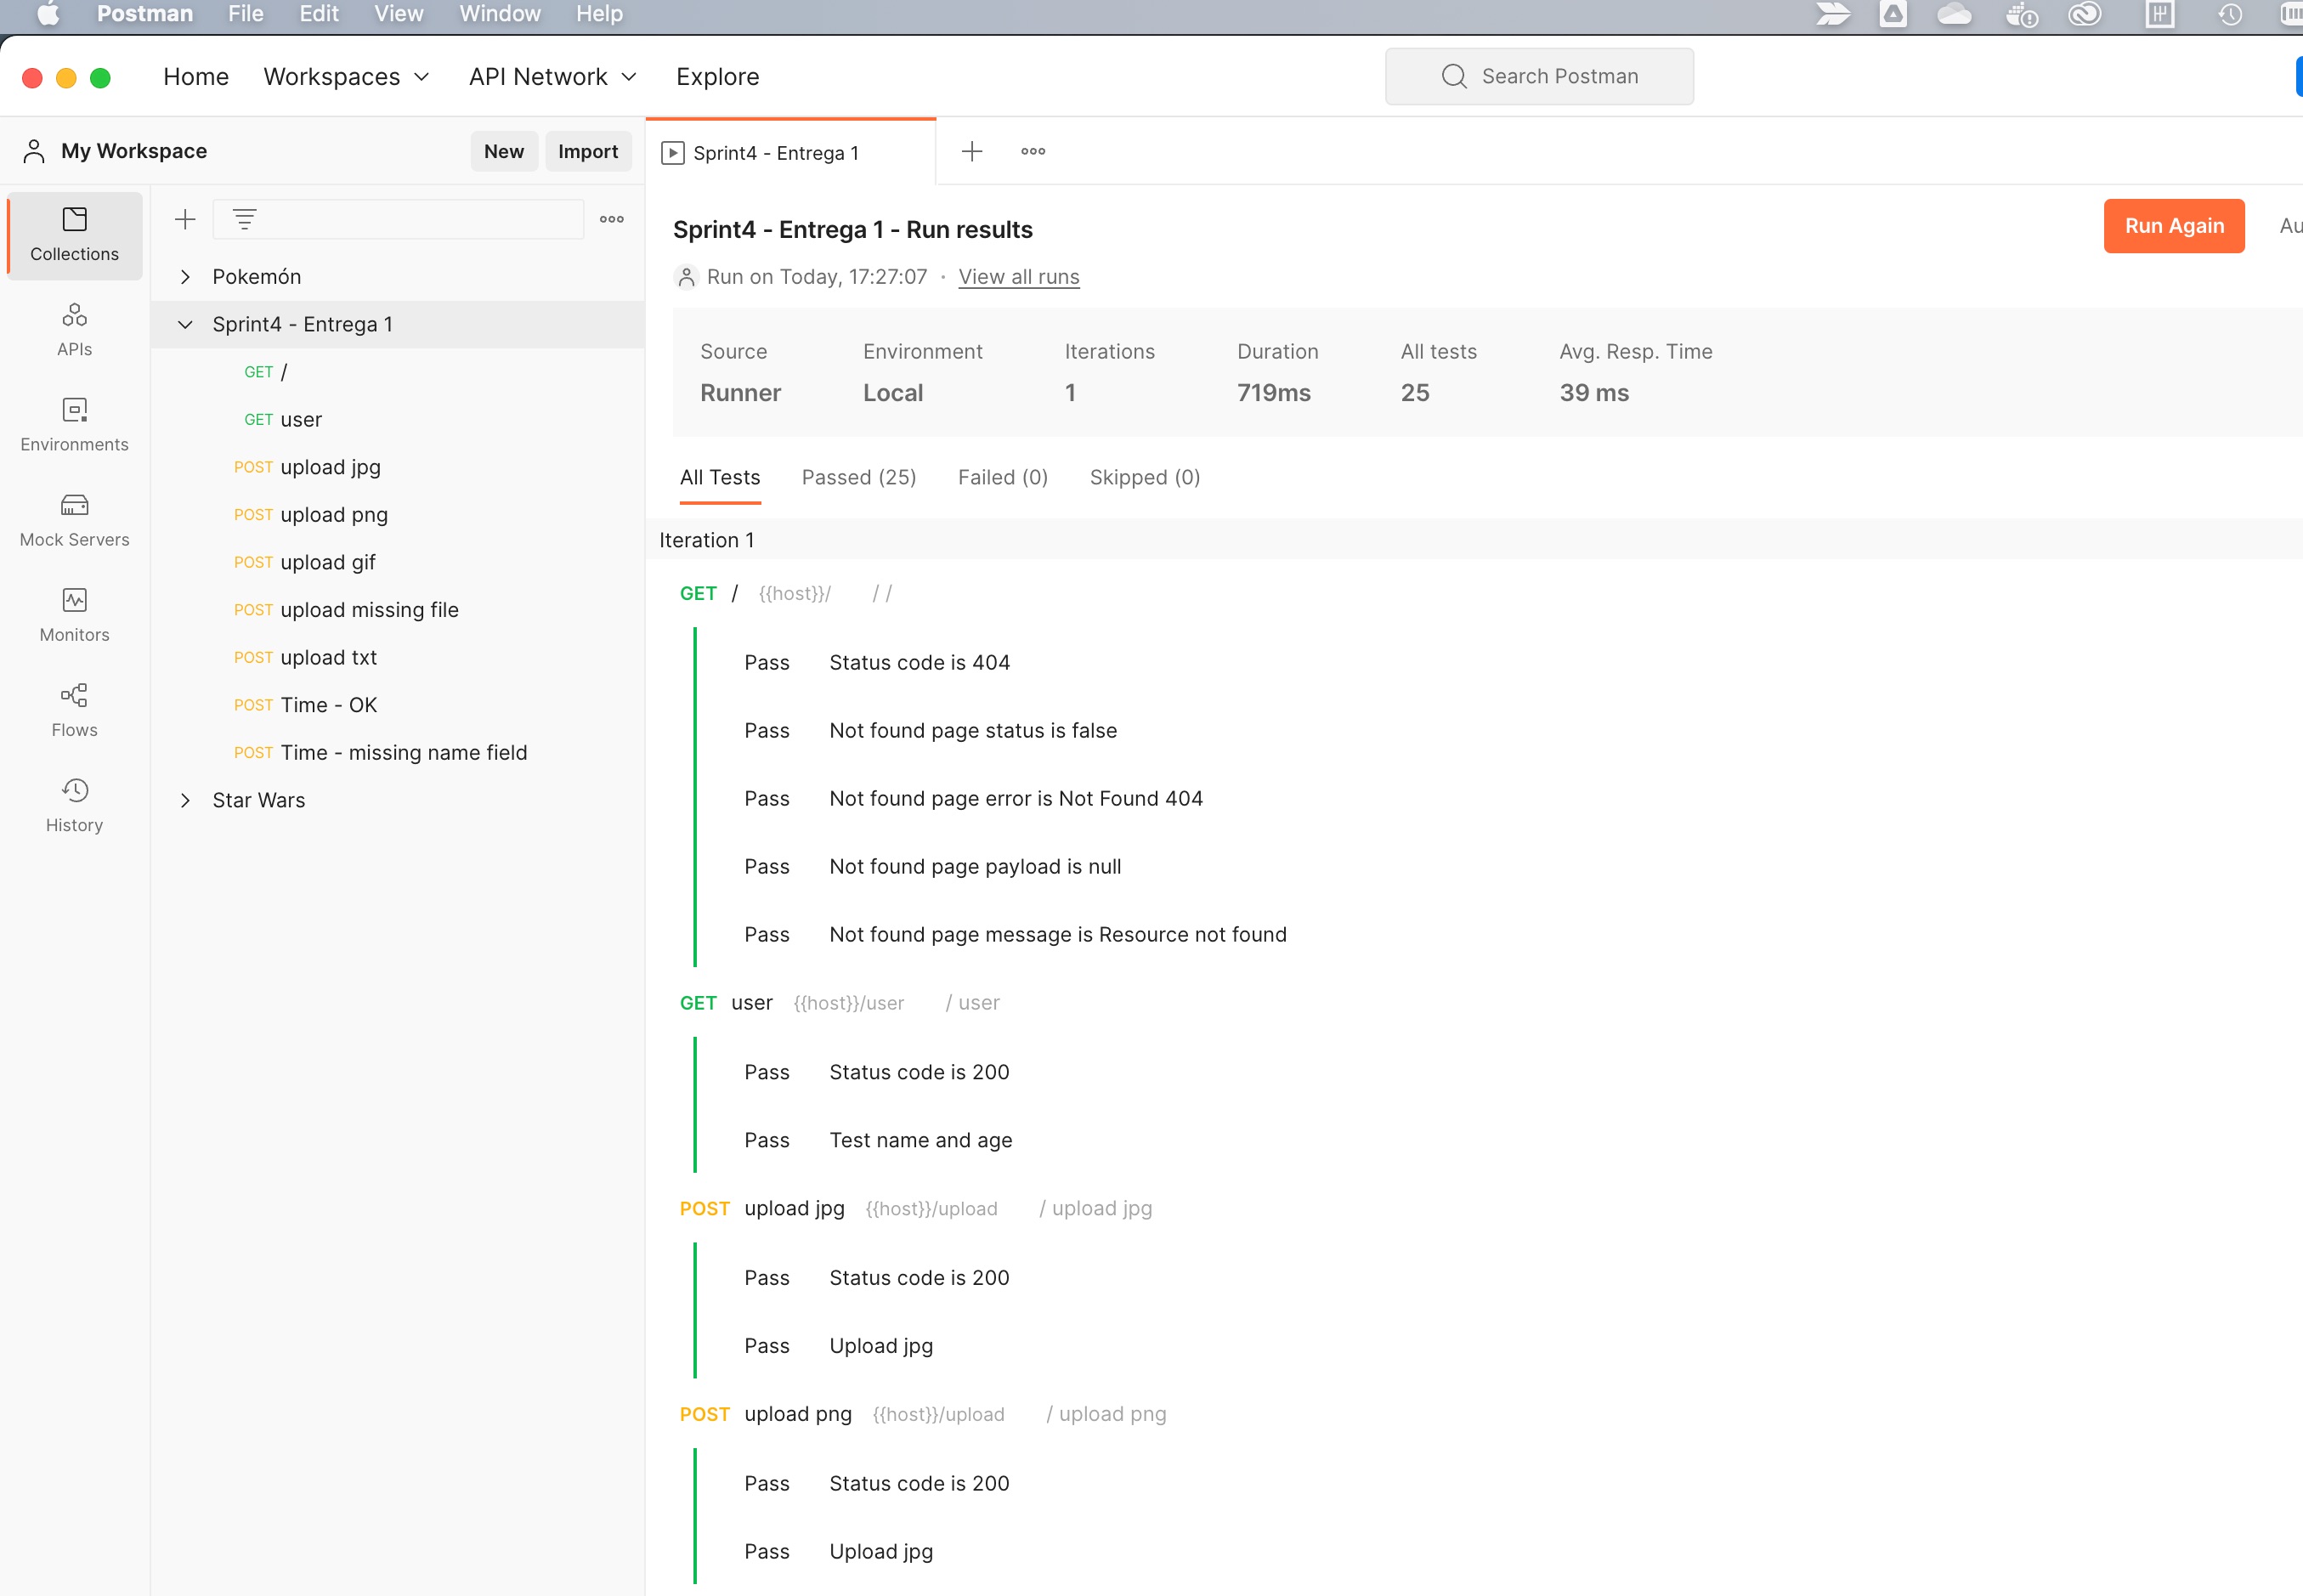 Postman File Edit View Window Help
Home Workspaces API Network Explore Search Postman
My Workspace New Import
Sprint4 - Entrega 1
Collections
APIs
Environments
Mock Servers
Monitors
Flows
History
Pokemón
Sprint4 - Entrega 1
GET /
GET user
POST upload jpg
POST upload png
POST upload gif
POST upload missing file
POST upload txt
POST Time - OK
POST Time - missing name field
Star Wars
Sprint4 - Entrega 1 - Run results
Run Again
Run on Today, 17:27:07 · View all runs
Source Environment Iterations Duration All tests Avg. Resp. Time
Runner Local 1 719ms 25 39 ms
All Tests Passed (25) Failed (0) Skipped (0)
Iteration 1
GET / {{host}}/ / /
Pass Status code is 404
Pass Not found page status is false
Pass Not found page error is Not Found 404
Pass Not found page payload is null
Pass Not found page message is Resource not found
GET user {{host}}/user / user
Pass Status code is 200
Pass Test name and age
POST upload jpg {{host}}/upload / upload jpg
Pass Status code is 200
Pass Upload jpg
POST upload png {{host}}/upload / upload png
Pass Status code is 200
Pass Upload jpg